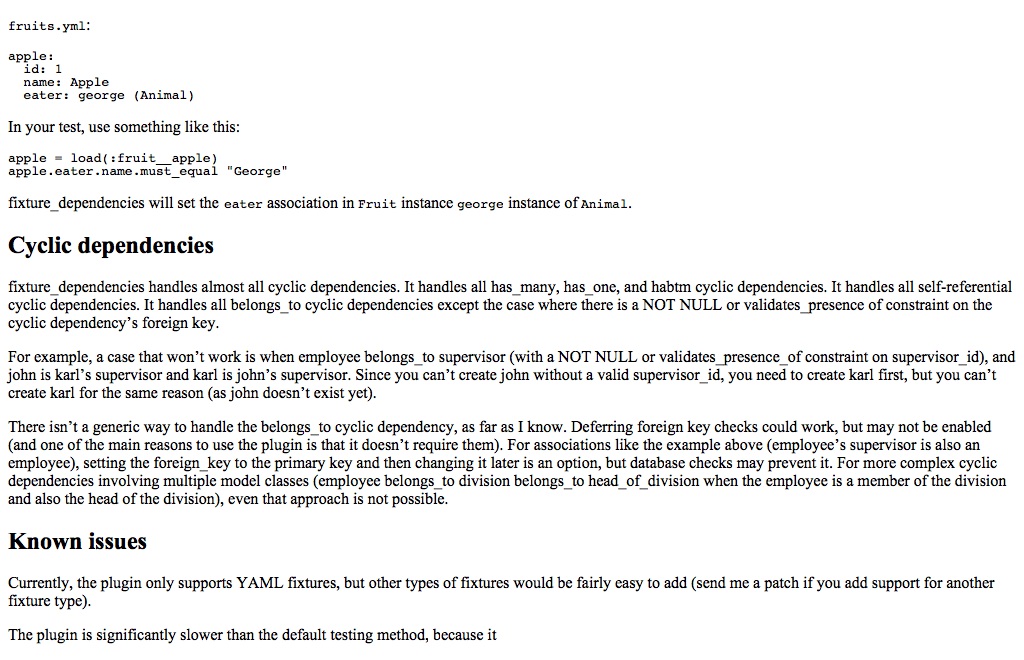 fruits.yml:
apple:
  id: 1
  name: Apple
  eater: george (Animal)
In your test, use something like this:
apple = load(:fruit__apple)
apple.eater.name.must_equal "George"
fixture_dependencies will set the eater association in Fruit instance george instance of Animal.
Cyclic dependencies
fixture_dependencies handles almost all cyclic dependencies. It handles all has_many, has_one, and habtm cyclic dependencies. It handles all self-referential
cyclic dependencies. It handles all belongs_to cyclic dependencies except the case where there is a NOT NULL or validates_presence of constraint on the
cyclic dependency’s foreign key.
For example, a case that won’t work is when employee belongs_to supervisor (with a NOT NULL or validates_presence_of constraint on supervisor_id), and
john is karl’s supervisor and karl is john’s supervisor. Since you can’t create john without a valid supervisor_id, you need to create karl first, but you can’t
create karl for the same reason (as john doesn’t exist yet).
There isn’t a generic way to handle the belongs_to cyclic dependency, as far as I know. Deferring foreign key checks could work, but may not be enabled
(and one of the main reasons to use the plugin is that it doesn’t require them). For associations like the example above (employee’s supervisor is also an
employee), setting the foreign_key to the primary key and then changing it later is an option, but database checks may prevent it. For more complex cyclic
dependencies involving multiple model classes (employee belongs_to division belongs_to head_of_division when the employee is a member of the division
and also the head of the division), even that approach is not possible.
Known issues
Currently, the plugin only supports YAML fixtures, but other types of fixtures would be fairly easy to add (send me a patch if you add support for another
fixture type).
The plugin is significantly slower than the default testing method, because it